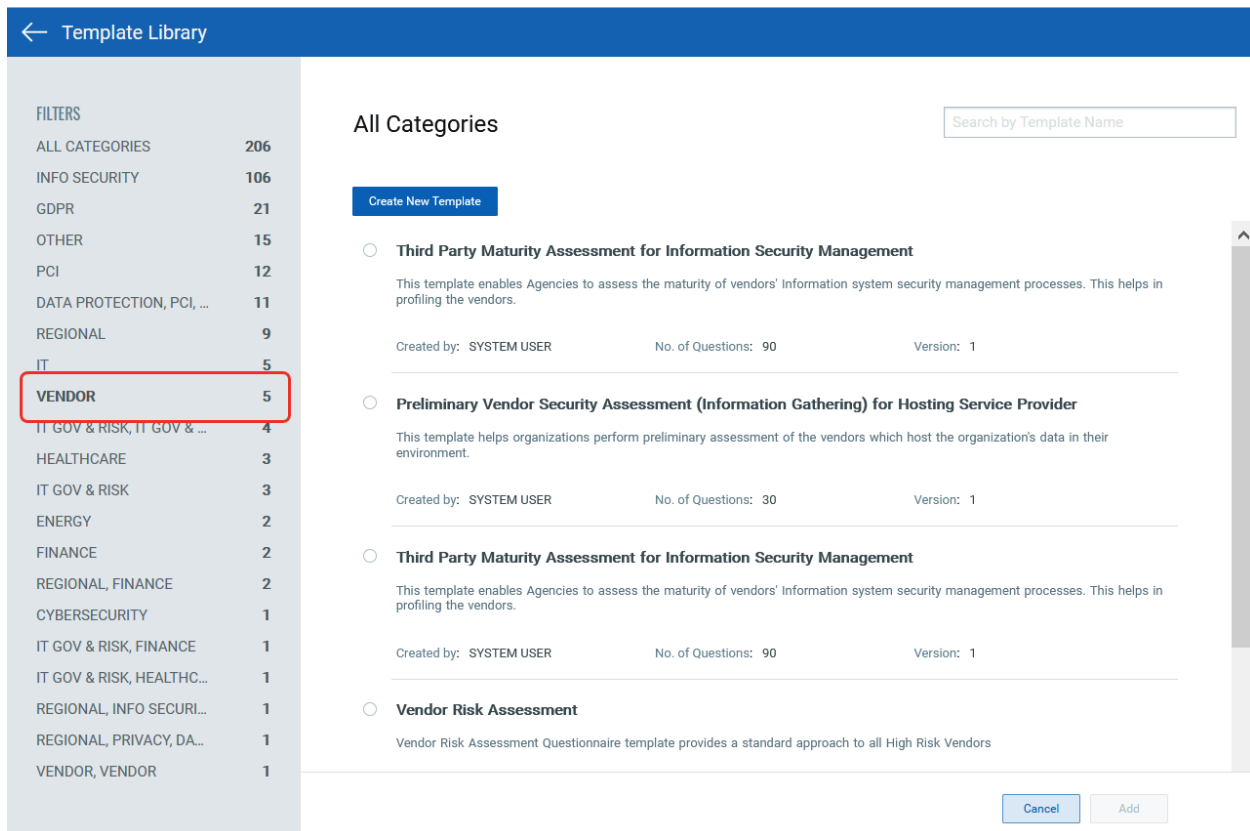 Template Library
FILTERS
ALL CATEGORIES 206
INFO SECURITY 106
GDPR 21
OTHER 15
PCI 12
DATA PROTECTION, PCI, ... 11
REGIONAL 9
IT 5
VENDOR 5
IT GOV & RISK, IT GOV & ... 4
HEALTHCARE 3
IT GOV & RISK 3
ENERGY 2
FINANCE 2
REGIONAL, FINANCE 2
CYBERSECURITY 1
IT GOV & RISK, FINANCE 1
IT GOV & RISK, HEALTHC... 1
REGIONAL, INFO SECURI... 1
REGIONAL, PRIVACY, DA... 1
VENDOR, VENDOR 1
All Categories
Search by Template Name
Create New Template
Third Party Maturity Assessment for Information Security Management
This template enables Agencies to assess the maturity of vendors' Information system security management processes. This helps in
profiling the vendors.
Created by: SYSTEM USER No. of Questions: 90 Version: 1
Preliminary Vendor Security Assessment (Information Gathering) for Hosting Service Provider
This template helps organizations perform preliminary assessment of the vendors which host the organization's data in their
environment.
Created by: SYSTEM USER No. of Questions: 30 Version: 1
Third Party Maturity Assessment for Information Security Management
This template enables Agencies to assess the maturity of vendors' Information system security management processes. This helps in
profiling the vendors.
Created by: SYSTEM USER No. of Questions: 90 Version: 1
Vendor Risk Assessment
Vendor Risk Assessment Questionnaire template provides a standard approach to all High Risk Vendors
Cancel Add